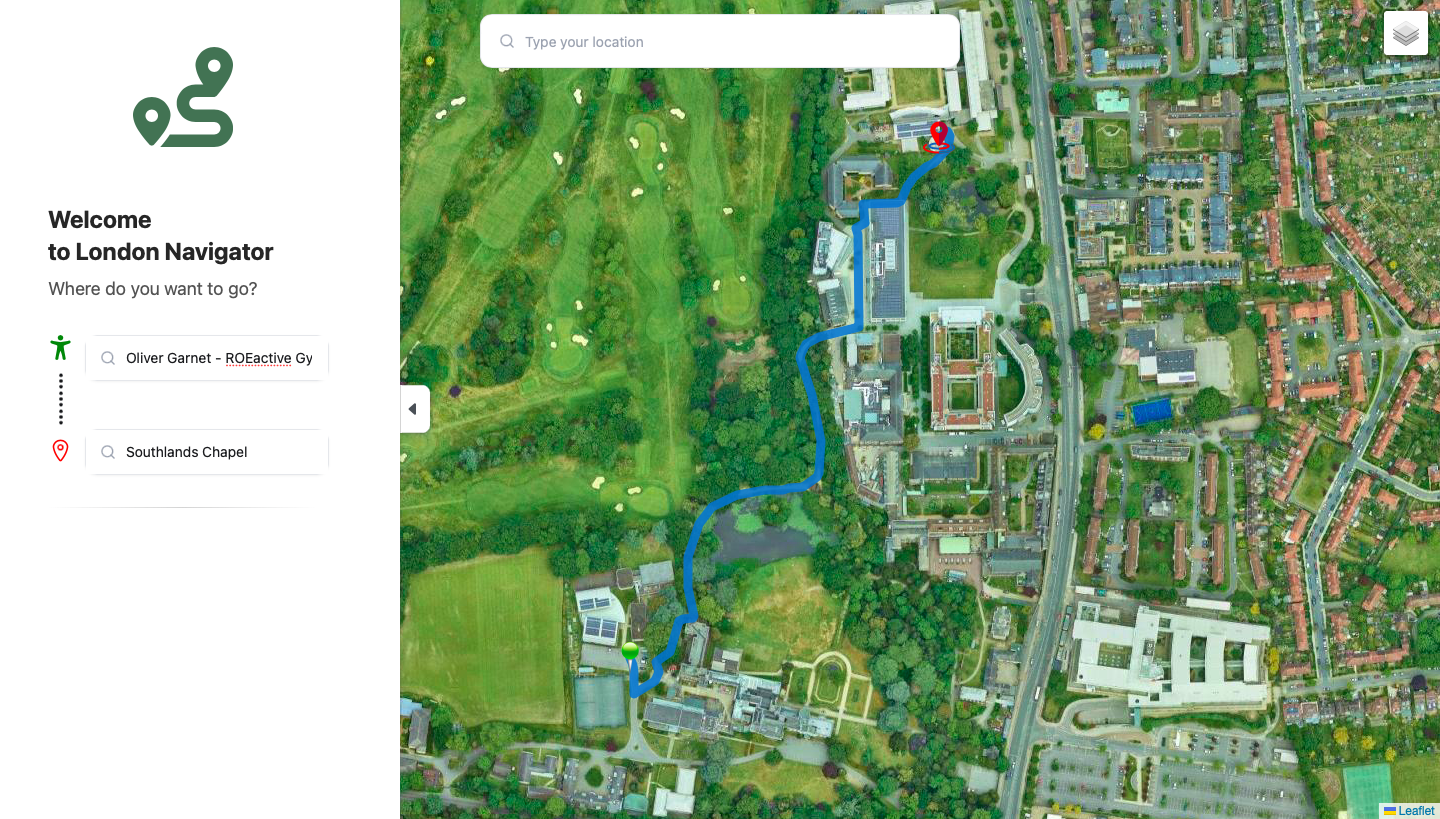 Type your location
Welcome
to London Navigator
Where do you want to go?
Oliver Garnet - ROEactive Gy
Southlands Chapel
Leaflet